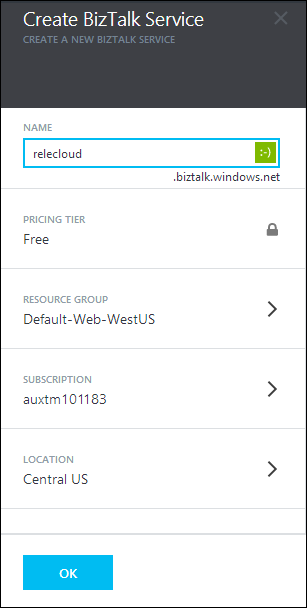 Create BizTalk Service
CREATE A NEW BIZTALK SERVICE
NAME
relecloud :-)
.biztalk.windows.net
PRICING TIER
Free
RESOURCE GROUP
Default-Web-WestUS
SUBSCRIPTION
auxtm101183
LOCATION
Central US
OK